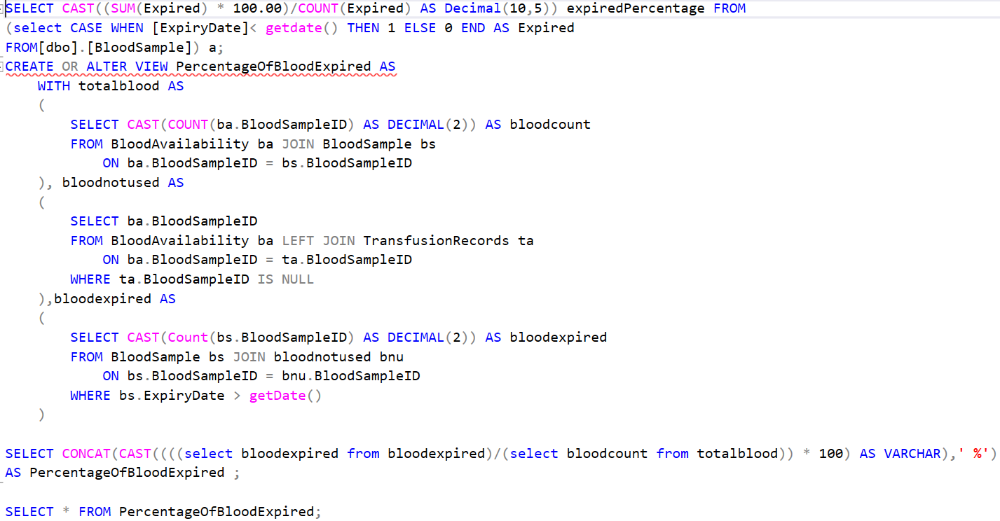 SELECT CAST((SUM(Expired) * 100.00)/COUNT(Expired) AS Decimal(10,5)) expiredPercentage FROM
(select CASE WHEN [ExpiryDate]< getdate() THEN 1 ELSE 0 END AS Expired
FROM[dbo].[BloodSample]) a;
CREATE OR ALTER VIEW PercentageOfBloodExpired AS
    WITH totalblood AS
    (
        SELECT CAST(COUNT(ba.BloodSampleID) AS DECIMAL(2)) AS bloodcount
        FROM BloodAvailability ba JOIN BloodSample bs
            ON ba.BloodSampleID = bs.BloodSampleID
    ), bloodnotused AS
    (
        SELECT ba.BloodSampleID
        FROM BloodAvailability ba LEFT JOIN TransfusionRecords ta
            ON ba.BloodSampleID = ta.BloodSampleID
        WHERE ta.BloodSampleID IS NULL
    ),bloodexpired AS
    (
        SELECT CAST(Count(bs.BloodSampleID) AS DECIMAL(2)) AS bloodexpired
        FROM BloodSample bs JOIN bloodnotused bnu
            ON bs.BloodSampleID = bnu.BloodSampleID
        WHERE bs.ExpiryDate > getDate()
    )
SELECT CONCAT(CAST((((select bloodexpired from bloodexpired)/(select bloodcount from totalblood)) * 100) AS VARCHAR),' %')
AS PercentageOfBloodExpired ;
SELECT * FROM PercentageOfBloodExpired;